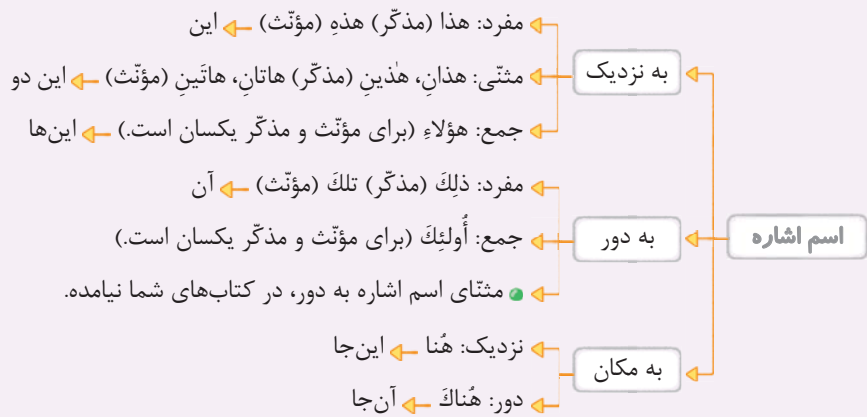 اسم اشاره
به نزدیک
مفرد: هذا (مذکّر) هذهِ (مؤنّث) ← این
مثنّی: هذانِ، هٰذینِ (مذکّر) هاتانِ، هاتَینِ (مؤنّث) ← این دو
جمع: هؤلاءِ (برای مؤنّث و مذکّر یکسان است.) ← این‌ها
به دور
مفرد: ذلِكَ (مذکّر) تلكَ (مؤنّث) ← آن
جمع: أُولئِكَ (برای مؤنّث و مذکّر یکسان است.)
مثنّای اسم اشاره به دور، در کتاب‌های شما نیامده.
به مکان
نزدیک: هُنا ← این‌جا
دور: هُناكَ ← آن‌جا